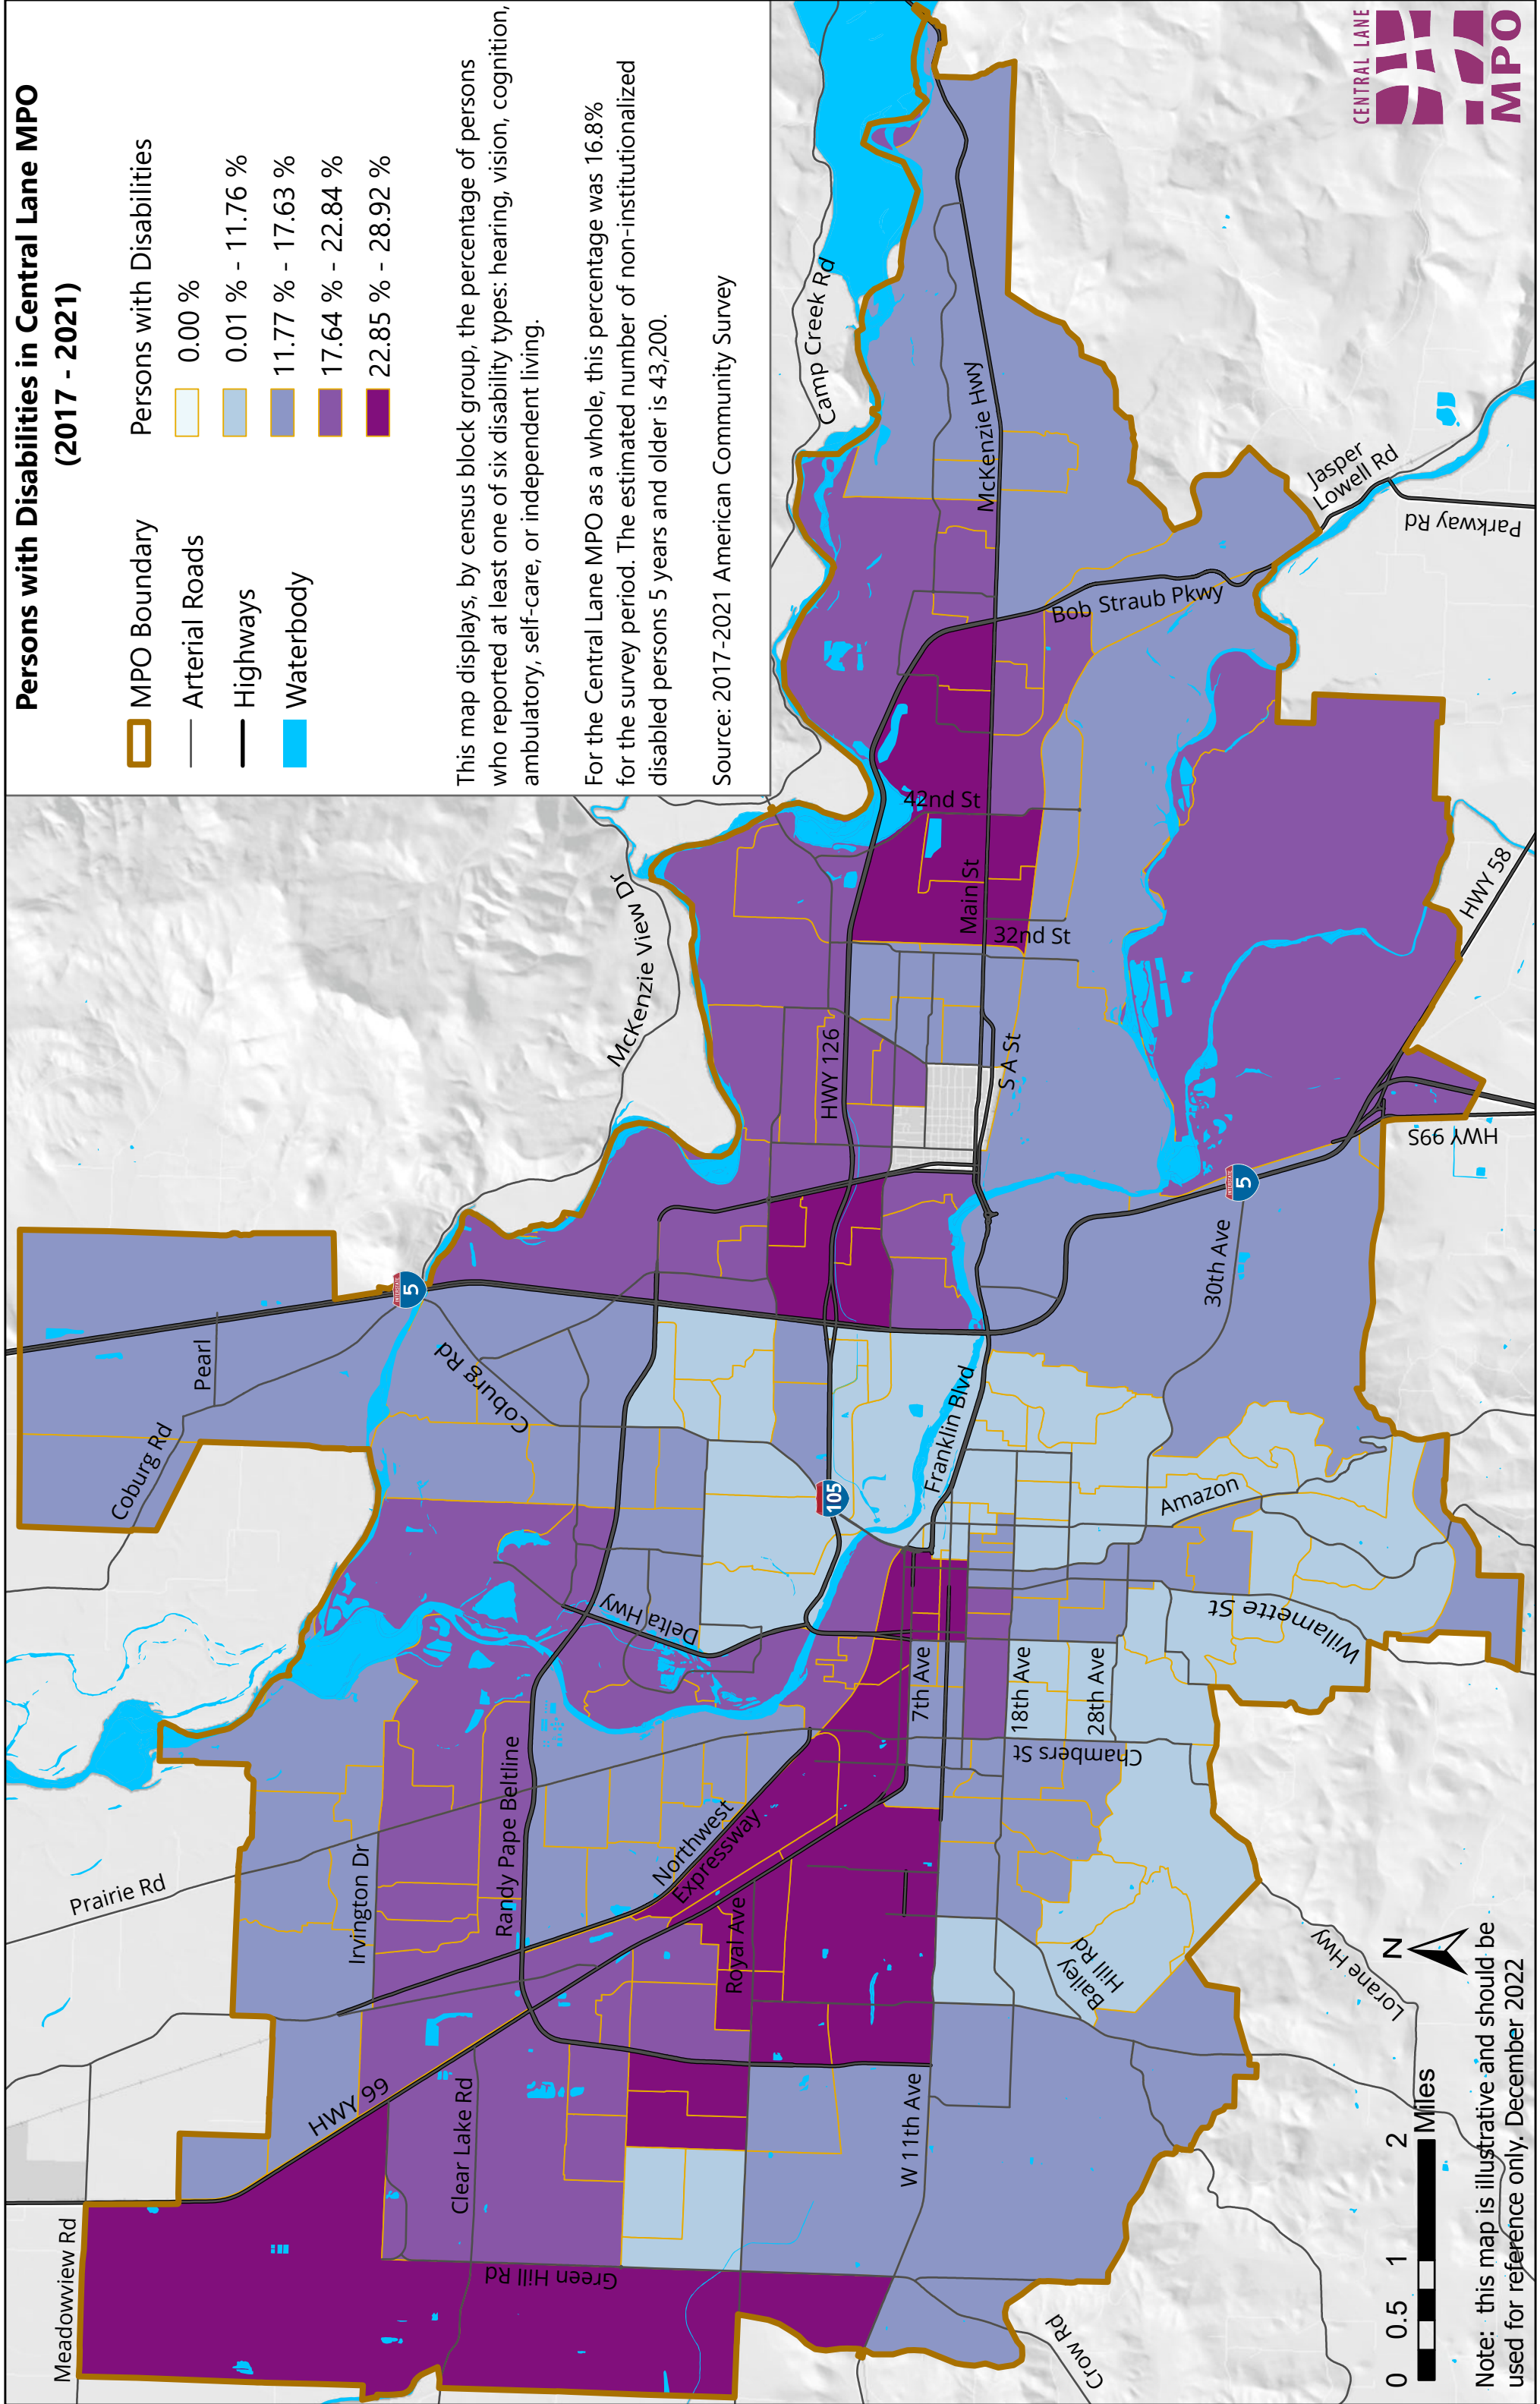 Persons with Disabilities in Central Lane MPO
(2017 - 2021)
MPO Boundary
Arterial Roads
Highways
Waterbody
Persons with Disabilities
0.00 %
0.01 % - 11.76 %
11.77 % - 17.63 %
17.64 % - 22.84 %
22.85 % - 28.92 %
This map displays, by census block group, the percentage of persons
who reported at least one of six disability types: hearing, vision, cognition,
ambulatory, self-care, or independent living.
For the Central Lane MPO as a whole, this percentage was 16.8%
for the survey period. The estimated number of non-institutionalized
disabled persons 5 years and older is 43,200.
Source: 2017-2021 American Community Survey
Meadowview Rd
Prairie Rd
Coburg Rd
Pearl
HWY 99
Irvington Dr
INTERSTATE
5
Coburg Rd
Clear Lake Rd
Randy Pape Beltline
Green Hill Rd
McKenzie View Dr
Camp Creek Rd
Northwest
Expressway
Delta Hwy
Royal Ave
105
HWY 126
42nd St
McKenzie Hwy
W 11th Ave
7th Ave
Franklin Blvd
Main St
32nd St
S A St
18th Ave
Chambers St
28th Ave
Bailey
Hill Rd
Bob Straub Pkwy
Amazon
Willamette St
30th Ave
INTERSTATE
5
Jasper
Lowell Rd
Parkway Rd
Crow Rd
Lorane Hwy
HWY 99S
HWY 58
N
0 0.5 1 2
Miles
Note: this map is illustrative and should be
used for reference only. December 2022
CENTRAL LANE
MPO